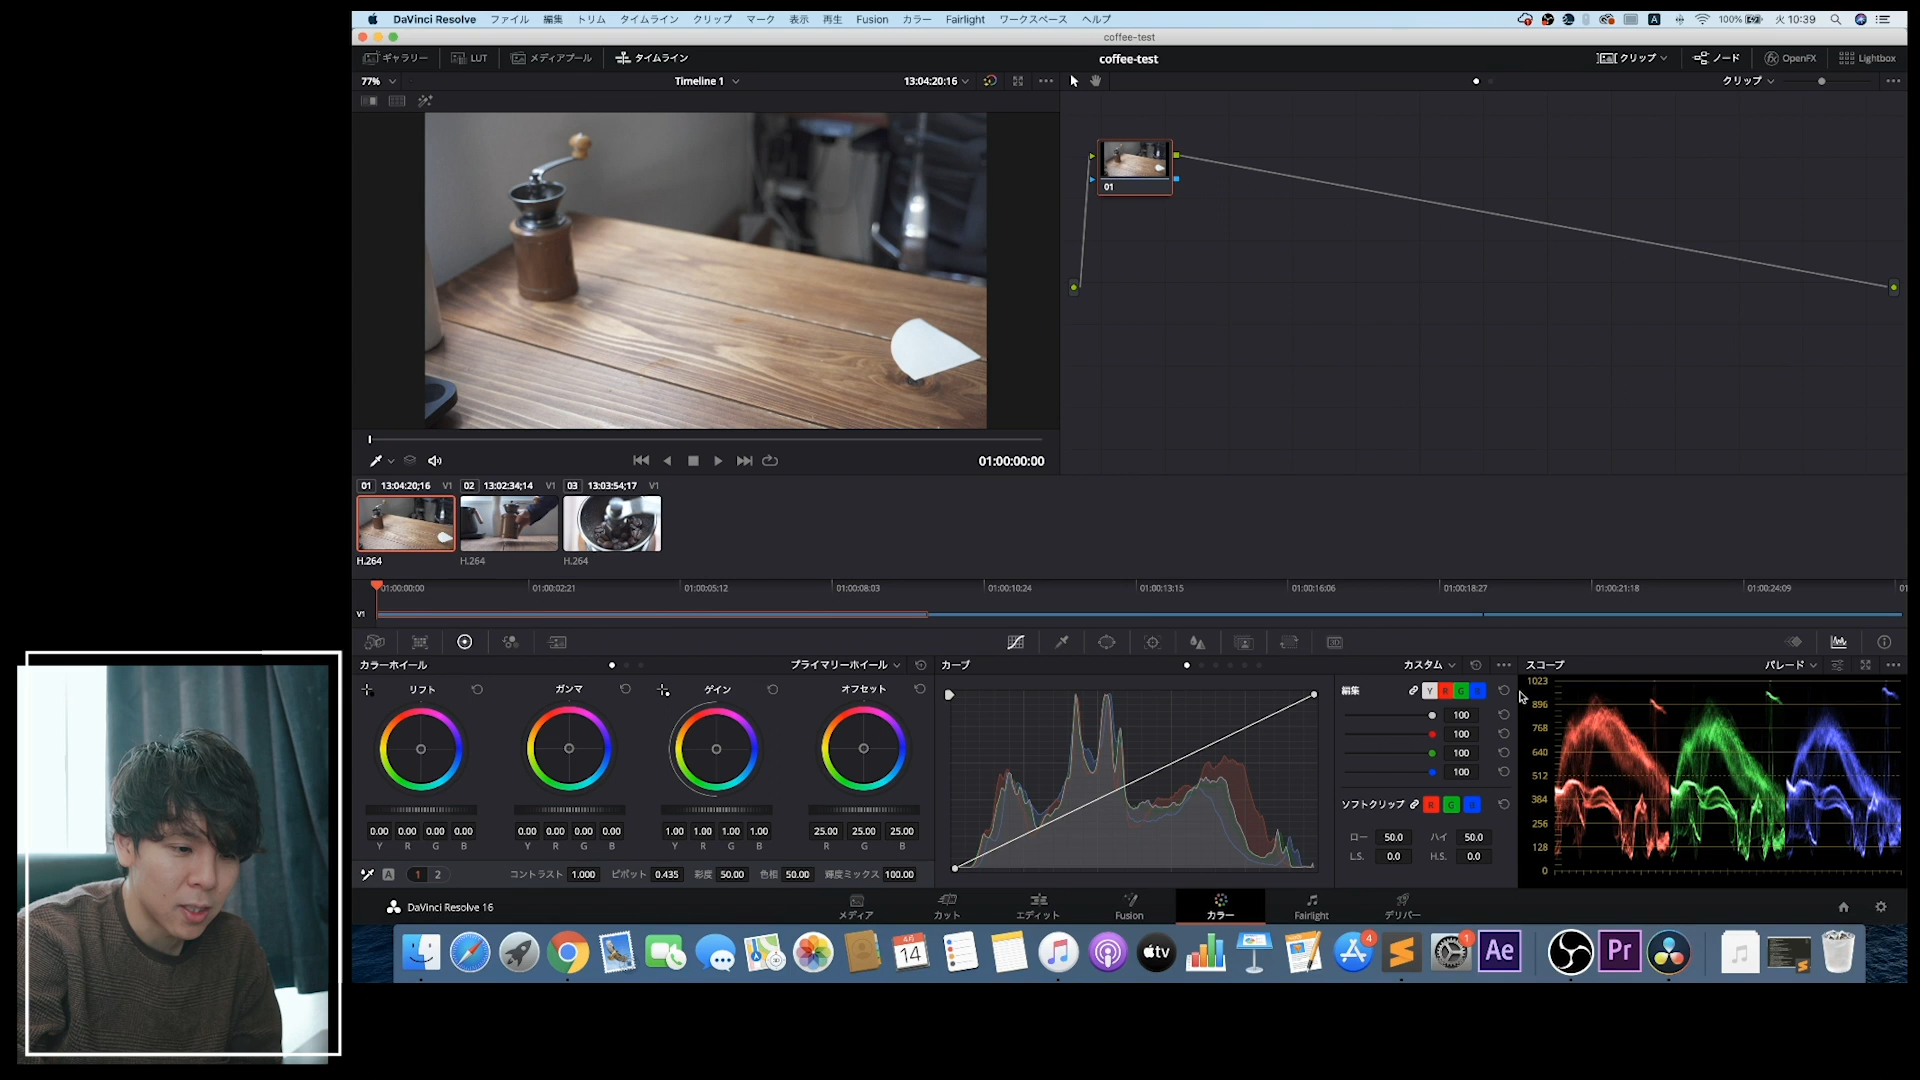 DaVinci Resolve ファイル 編集 トリム タイムライン クリップ マーク 表示 再生 Fusion カラー Fairlight ワークスペース ヘルプ 100% 火 10:39
coffee-test
ギャラリー LUT メディアプール タイムライン coffee-test クリップ ノード OpenFX Lightbox
77% Timeline 1 13:04:20:16 クリップ
01
01:00:00:00
01 13:04:20;16 V1 02 13:02:34;14 V1 03 13:03:54;17 V1
H.264 H.264 H.264
01:00:00:00 01:00:02:21 01:00:05:12 01:00:08:03 01:00:10:24 01:00:13:15 01:00:16:06 01:00:18:27 01:00:21:18 01:00:24:09 01
V1
カラーホイール プライマリーホイール カーブ カスタム スコープ パレード
リフト ガンマ ゲイン オフセット
編集 Y R G B
100
100
100
100
ソフトクリップ R G B
ロー 50.0 ハイ 50.0
L.S. 0.0 H.S. 0.0
1023
896
768
640
512
384
256
128
0
0.00 0.00 0.00 0.00 0.00 0.00 0.00 0.00 1.00 1.00 1.00 1.00 25.00 25.00 25.00
Y R G B Y R G B Y R G B R G B
A 1 2 コントラスト 1.000 ピボット 0.435 彩度 50.00 色相 50.00 輝度ミックス 100.00
DaVinci Resolve 16 メディア カット エディット Fusion カラー Fairlight デリバー
14 tv 4 1 Ae Pr